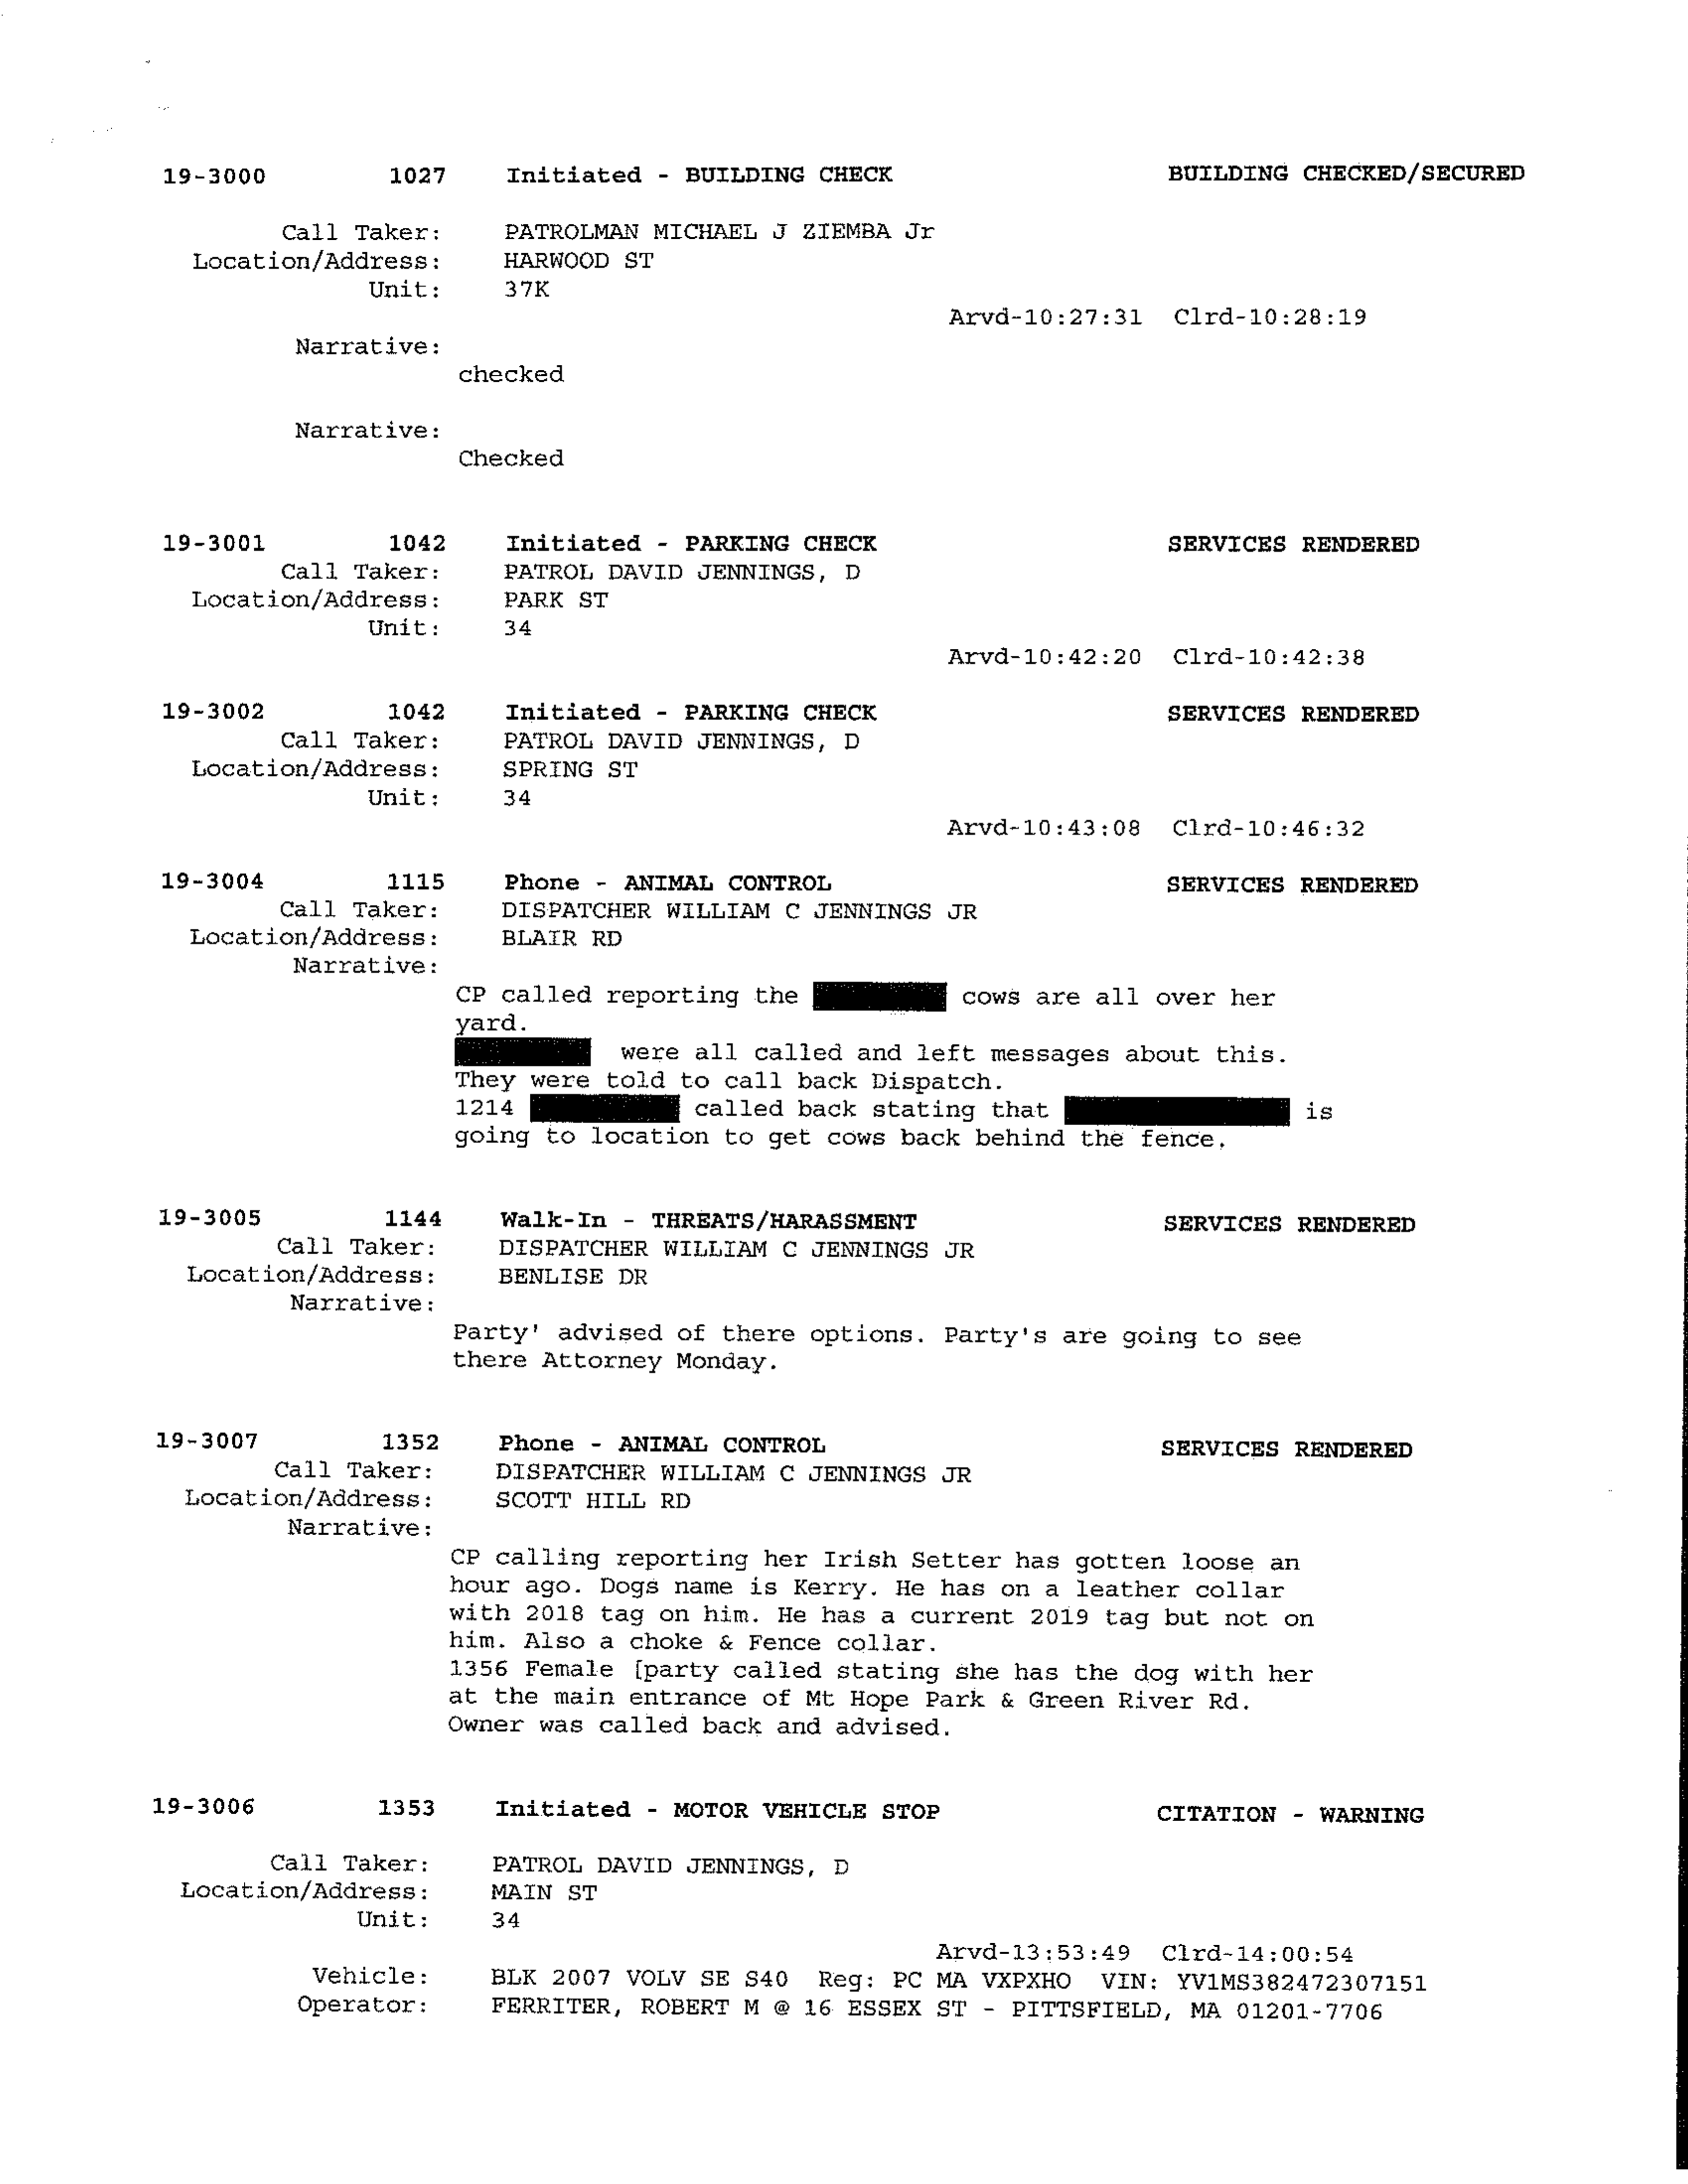 19-3000 1027 Initiated - BUILDING CHECK BUILDING CHECKED/SECURED
Call Taker: PATROLMAN MICHAEL J ZIEMBA Jr
Location/Address: HARWOOD ST
Unit: 37K
Arvd-10:27:31 Clrd-10:28:19
Narrative:
checked
Narrative:
Checked
19-3001 1042 Initiated - PARKING CHECK SERVICES RENDERED
Call Taker: PATROL DAVID JENNINGS, D
Location/Address: PARK ST
Unit: 34
Arvd-10:42:20 Clrd-10:42:38
19-3002 1042 Initiated - PARKING CHECK SERVICES RENDERED
Call Taker: PATROL DAVID JENNINGS, D
Location/Address: SPRING ST
Unit: 34
Arvd-10:43:08 Clrd-10:46:32
19-3004 1115 Phone - ANIMAL CONTROL SERVICES RENDERED
Call Taker: DISPATCHER WILLIAM C JENNINGS JR
Location/Address: BLAIR RD
Narrative:
CP called reporting the cows are all over her
yard.
were all called and left messages about this.
They were told to call back Dispatch.
1214 called back stating that is
going to location to get cows back behind the fence.
19-3005 1144 Walk-In - THREATS/HARASSMENT SERVICES RENDERED
Call Taker: DISPATCHER WILLIAM C JENNINGS JR
Location/Address: BENLISE DR
Narrative:
Party' advised of there options. Party's are going to see
there Attorney Monday.
19-3007 1352 Phone - ANIMAL CONTROL SERVICES RENDERED
Call Taker: DISPATCHER WILLIAM C JENNINGS JR
Location/Address: SCOTT HILL RD
Narrative:
CP calling reporting her Irish Setter has gotten loose an
hour ago. Dogs name is Kerry. He has on a leather collar
with 2018 tag on him. He has a current 2019 tag but not on
him. Also a choke & Fence collar.
1356 Female [party called stating she has the dog with her
at the main entrance of Mt Hope Park & Green River Rd.
Owner was called back and advised.
19-3006 1353 Initiated - MOTOR VEHICLE STOP CITATION - WARNING
Call Taker: PATROL DAVID JENNINGS, D
Location/Address: MAIN ST
Unit: 34
Arvd-13:53:49 Clrd-14:00:54
Vehicle: BLK 2007 VOLV SE S40 Reg: PC MA VXPXHO VIN: YV1MS382472307151
Operator: FERRITER, ROBERT M @ 16 ESSEX ST - PITTSFIELD, MA 01201-7706